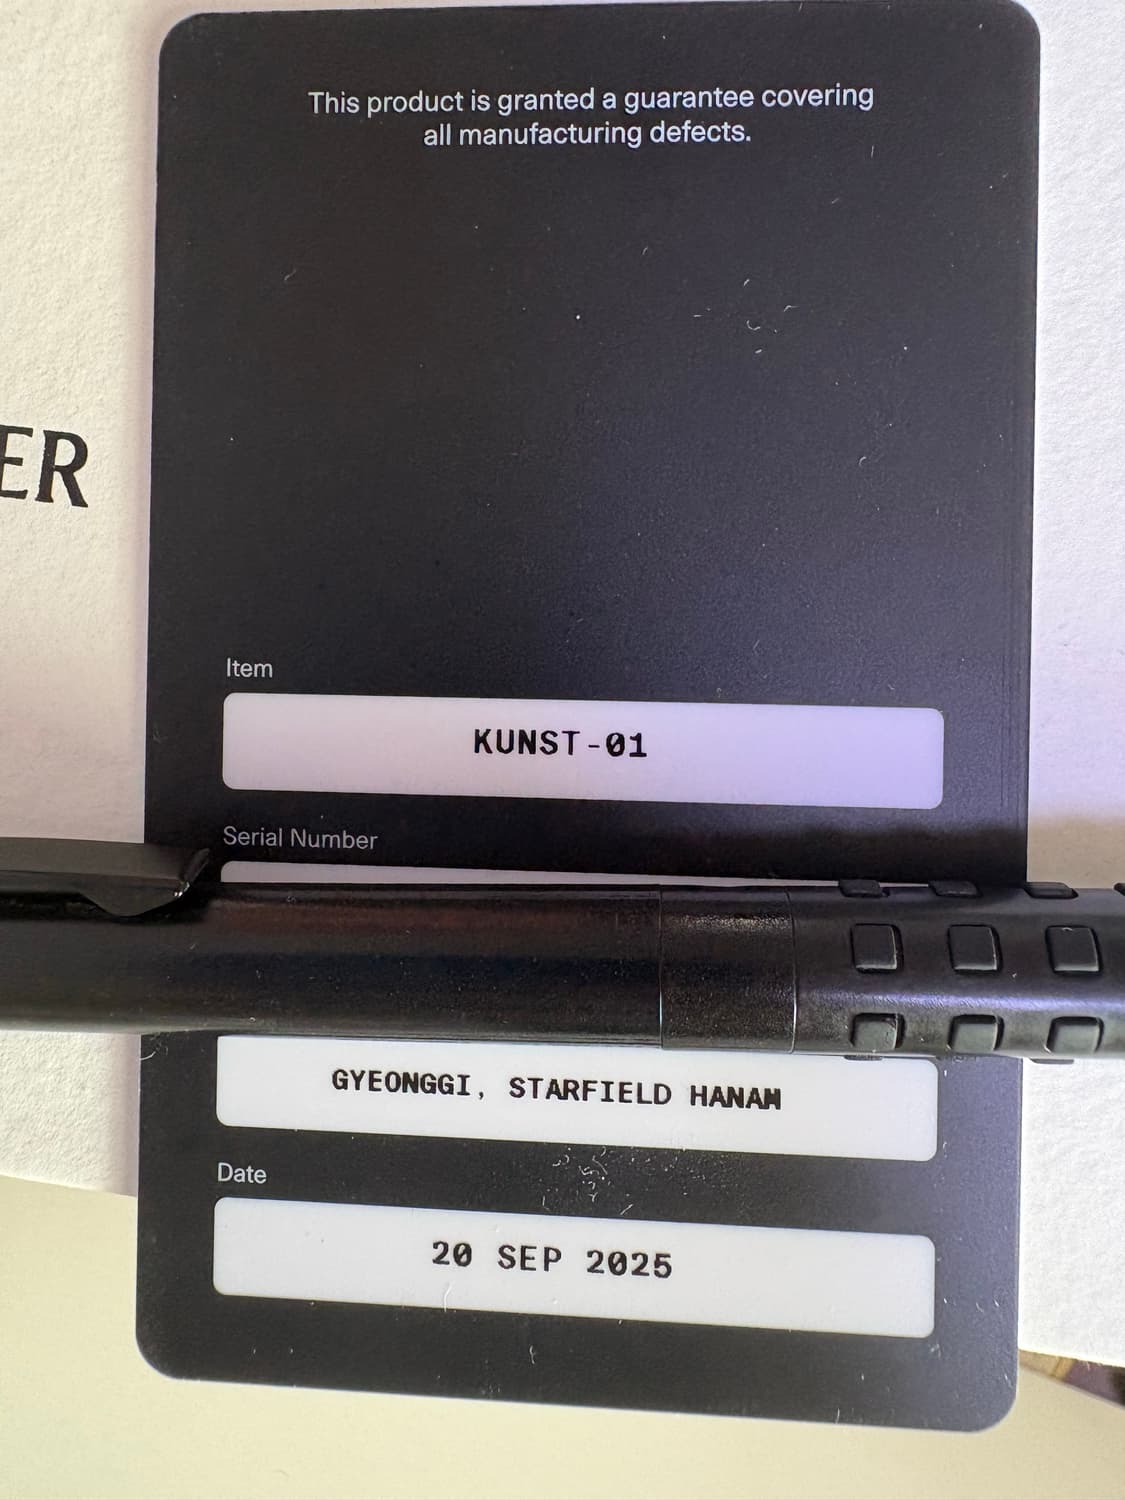 This product is granted a guarantee covering
all manufacturing defects.
ER
Item
KUNST-01
Serial Number
GYEONGGI, STARFIELD HANAM
Date
20 SEP 2025